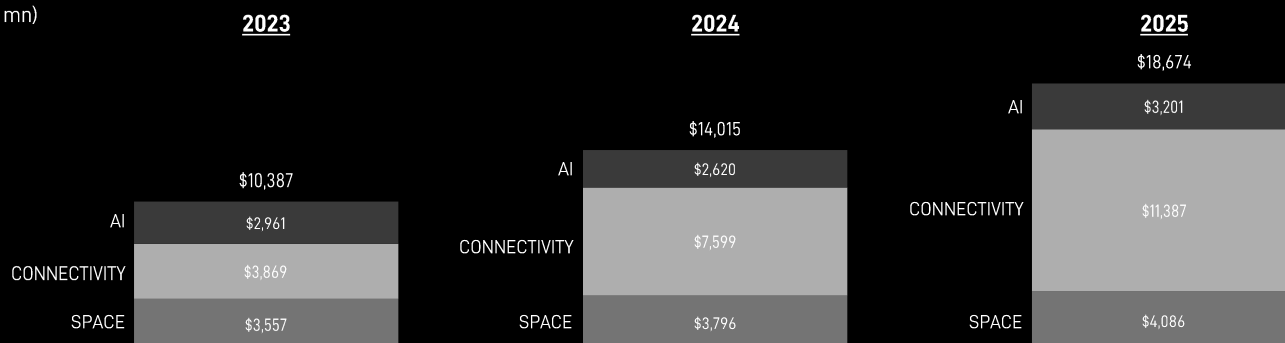 mn)
2023
2024
2025
$10,387
AI $2,961
CONNECTIVITY $3,869
SPACE $3,557
$14,015
AI $2,620
CONNECTIVITY $7,599
SPACE $3,796
$18,674
AI $3,201
CONNECTIVITY $11,387
SPACE $4,086